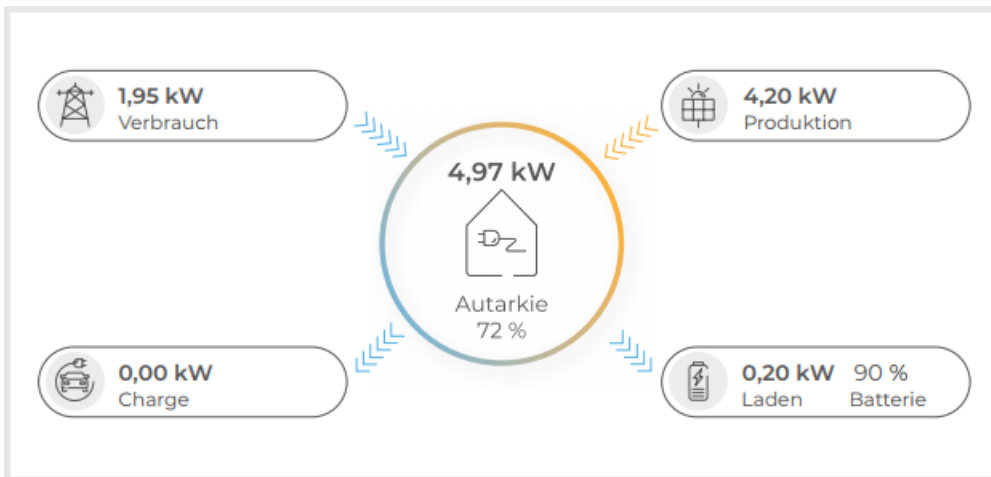 1,95 kW
Verbrauch
4,20 kW
Produktion
4,97 kW
Autarkie
72 %
0,00 kW
Charge
0,20 kW 90 %
Laden Batterie